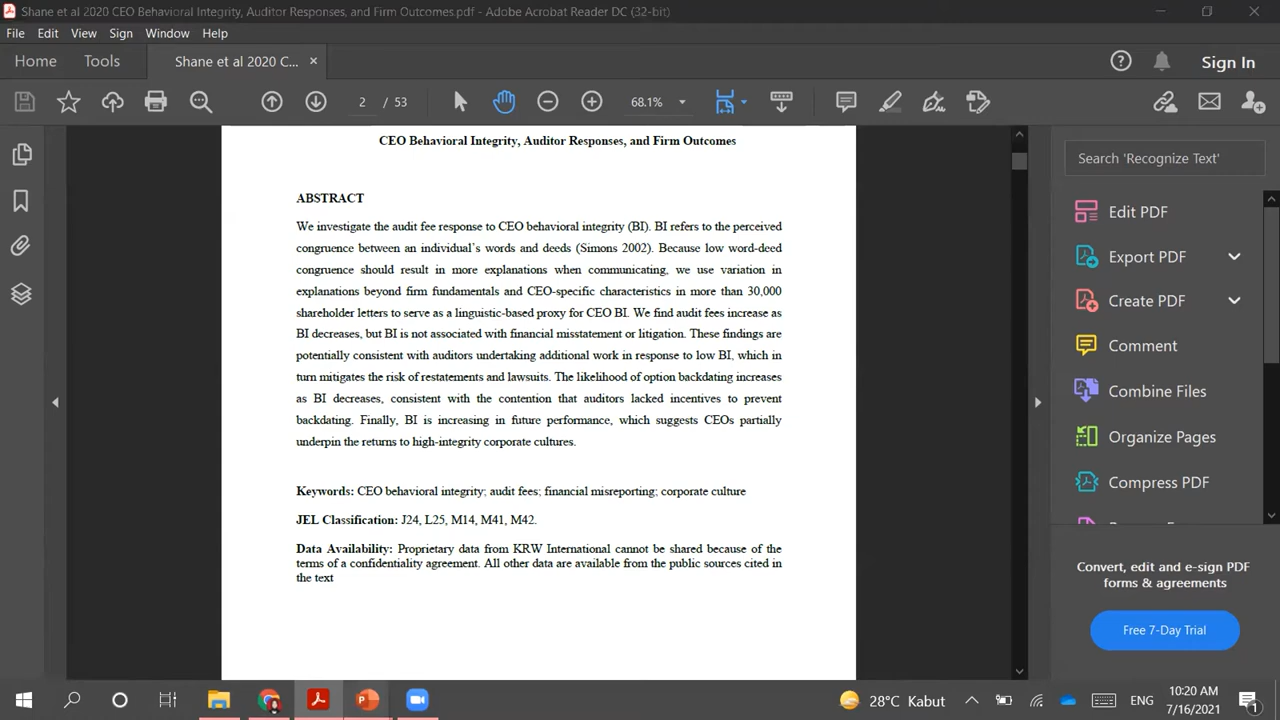 Shane et al 2020 CEO Behavioral Integrity, Auditor Responses, and Firm Outcomes.pdf - Adobe Acrobat Reader DC (32-bit)
File Edit View Sign Window Help
Home Tools Shane et al 2020 C... × Sign In
2 / 53 68.1%
CEO Behavioral Integrity, Auditor Responses, and Firm Outcomes
ABSTRACT
We investigate the audit fee response to CEO behavioral integrity (BI). BI refers to the perceived
congruence between an individual's words and deeds (Simons 2002). Because low word-deed
congruence should result in more explanations when communicating, we use variation in
explanations beyond firm fundamentals and CEO-specific characteristics in more than 30,000
shareholder letters to serve as a linguistic-based proxy for CEO BI. We find audit fees increase as
BI decreases, but BI is not associated with financial misstatement or litigation. These findings are
potentially consistent with auditors undertaking additional work in response to low BI, which in
turn mitigates the risk of restatements and lawsuits. The likelihood of option backdating increases
as BI decreases, consistent with the contention that auditors lacked incentives to prevent
backdating. Finally, BI is increasing in future performance, which suggests CEOs partially
underpin the returns to high-integrity corporate cultures.
Keywords: CEO behavioral integrity; audit fees; financial misreporting; corporate culture
JEL Classification: J24, L25, M14, M41, M42.
Data Availability: Proprietary data from KRW International cannot be shared because of the
terms of a confidentiality agreement. All other data are available from the public sources cited in
the text
Search 'Recognize Text'
Edit PDF
Export PDF
Create PDF
Comment
Combine Files
Organize Pages
Compress PDF
Convert, edit and e-sign PDF
forms & agreements
Free 7-Day Trial
28°C Kabut
ENG
10:20 AM
7/16/2021
1